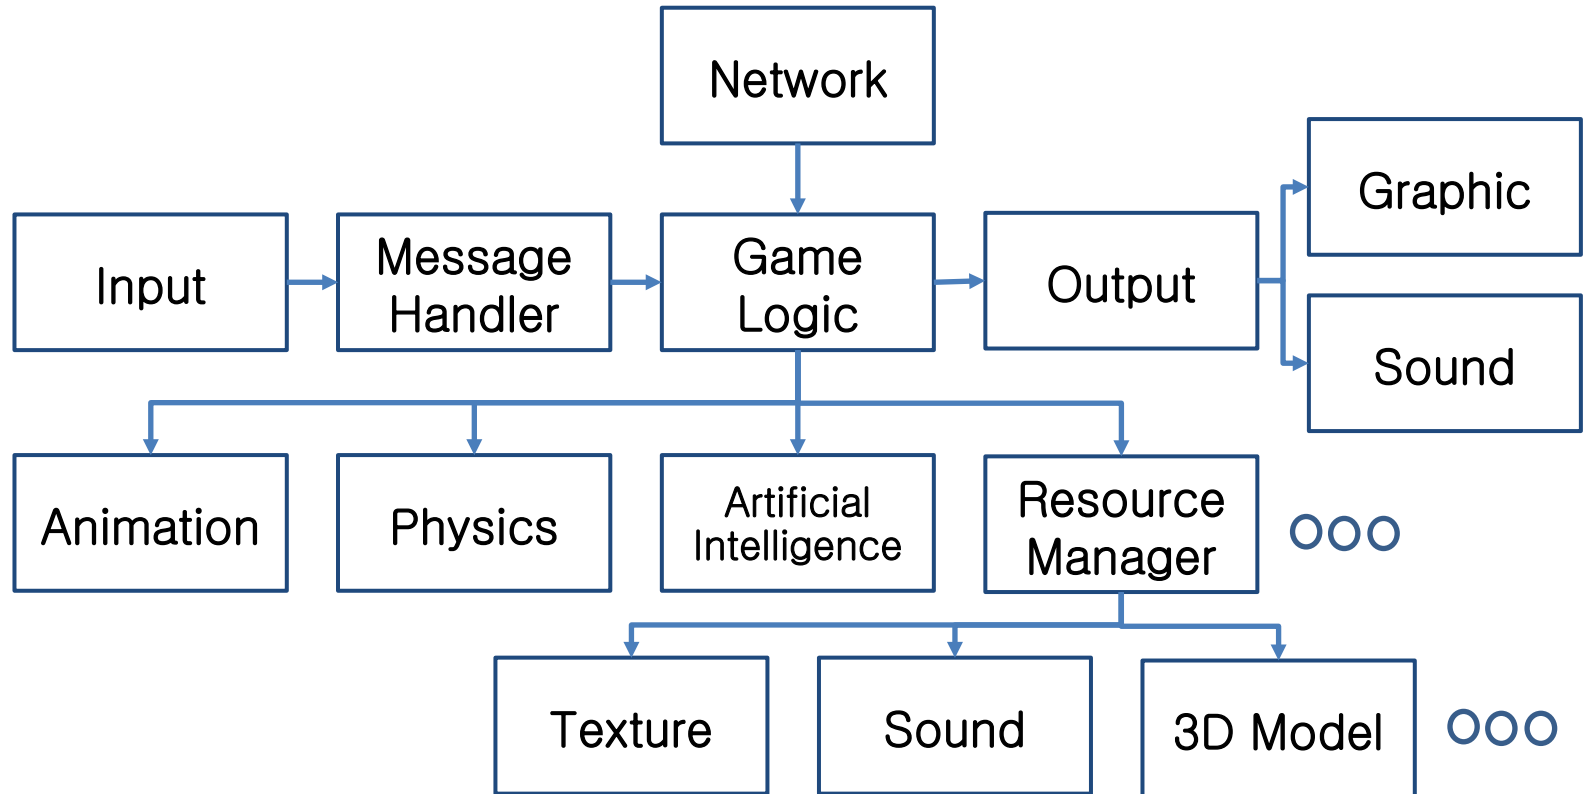 Network
Graphic
Input
Message
Handler
Game
Logic
Output
Sound
Animation
Physics
Artificial
Intelligence
Resource
Manager
Texture
Sound
3D Model